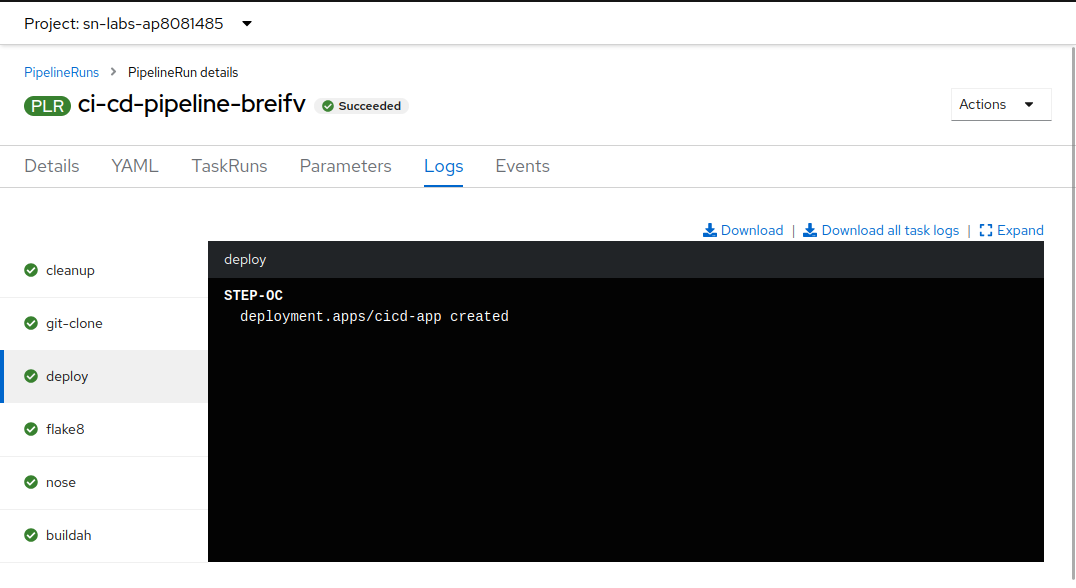 Project: sn-labs-ap8081485
PipelineRuns > PipelineRun details
PLR ci-cd-pipeline-breifv Succeeded
Actions
Details YAML TaskRuns Parameters Logs Events
Download | Download all task logs | Expand
cleanup
git-clone
deploy
flake8
nose
buildah
deploy
STEP-OC
deployment.apps/cicd-app created